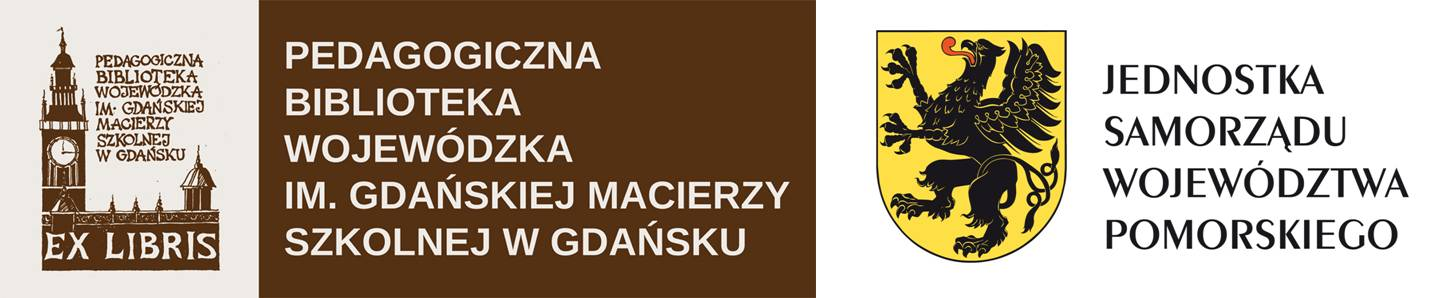 PEDAGOGICZNA
BIBLIOTEKA
WOJEWÓDZKA
IM. GDAŃSKIEJ
MACIERZY
SZKOLNEJ
W GDAŃSKU
EX LIBRIS
PEDAGOGICZNA
BIBLIOTEKA
WOJEWÓDZKA
IM. GDAŃSKIEJ MACIERZY
SZKOLNEJ W GDAŃSKU
JEDNOSTKA
SAMORZĄDU
WOJEWÓDZTWA
POMORSKIEGO